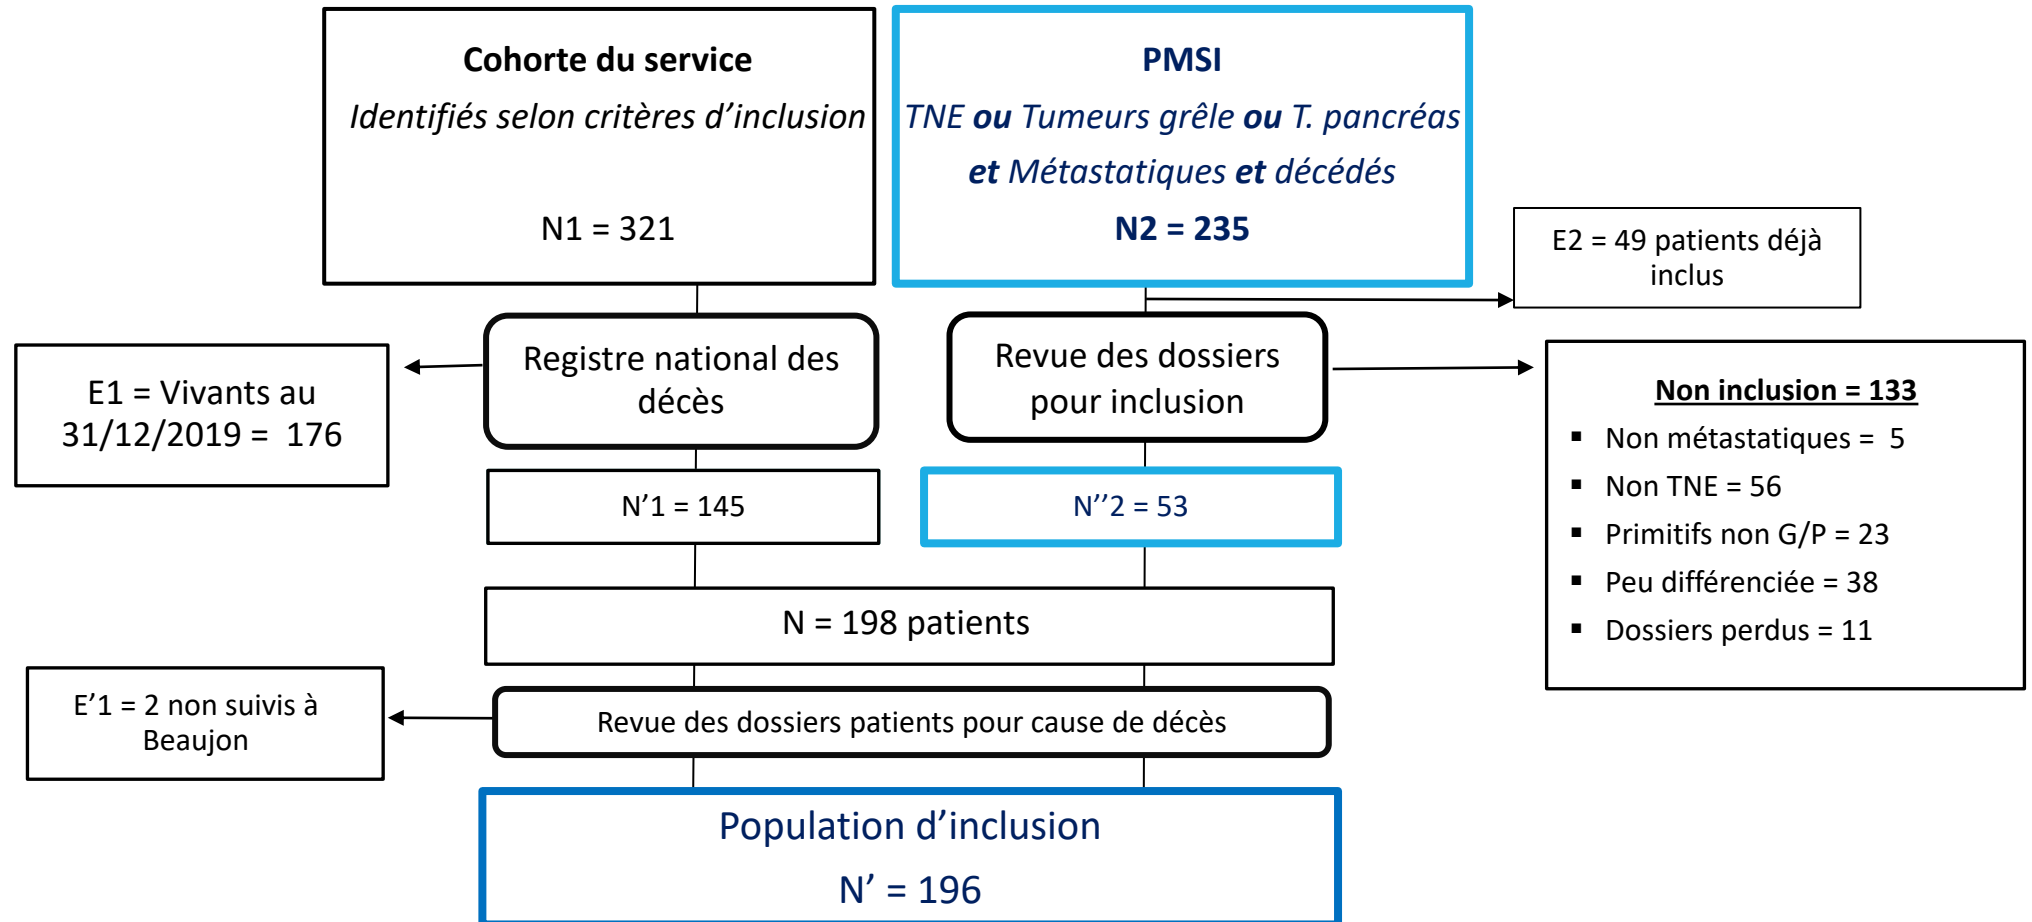 Cohorte du service
Identifiés selon critères d’inclusion
N1 = 321
PMSI
TNE ou Tumeurs grêle ou T. pancréas
et Métastatiques et décédés
N2 = 235
E2 = 49 patients déjà
inclus
Registre national des
décès
E1 = Vivants au
31/12/2019 =  176
Revue des dossiers
pour inclusion
Non inclusion = 133
▪ Non métastatiques =  5
▪ Non TNE = 56
▪ Primitifs non G/P = 23
▪ Peu différenciée = 38
▪ Dossiers perdus = 11
N’1 = 145
N’’2 = 53
N = 198 patients
E’1 = 2 non suivis à
Beaujon
Revue des dossiers patients pour cause de décès
Population d’inclusion
N’ = 196